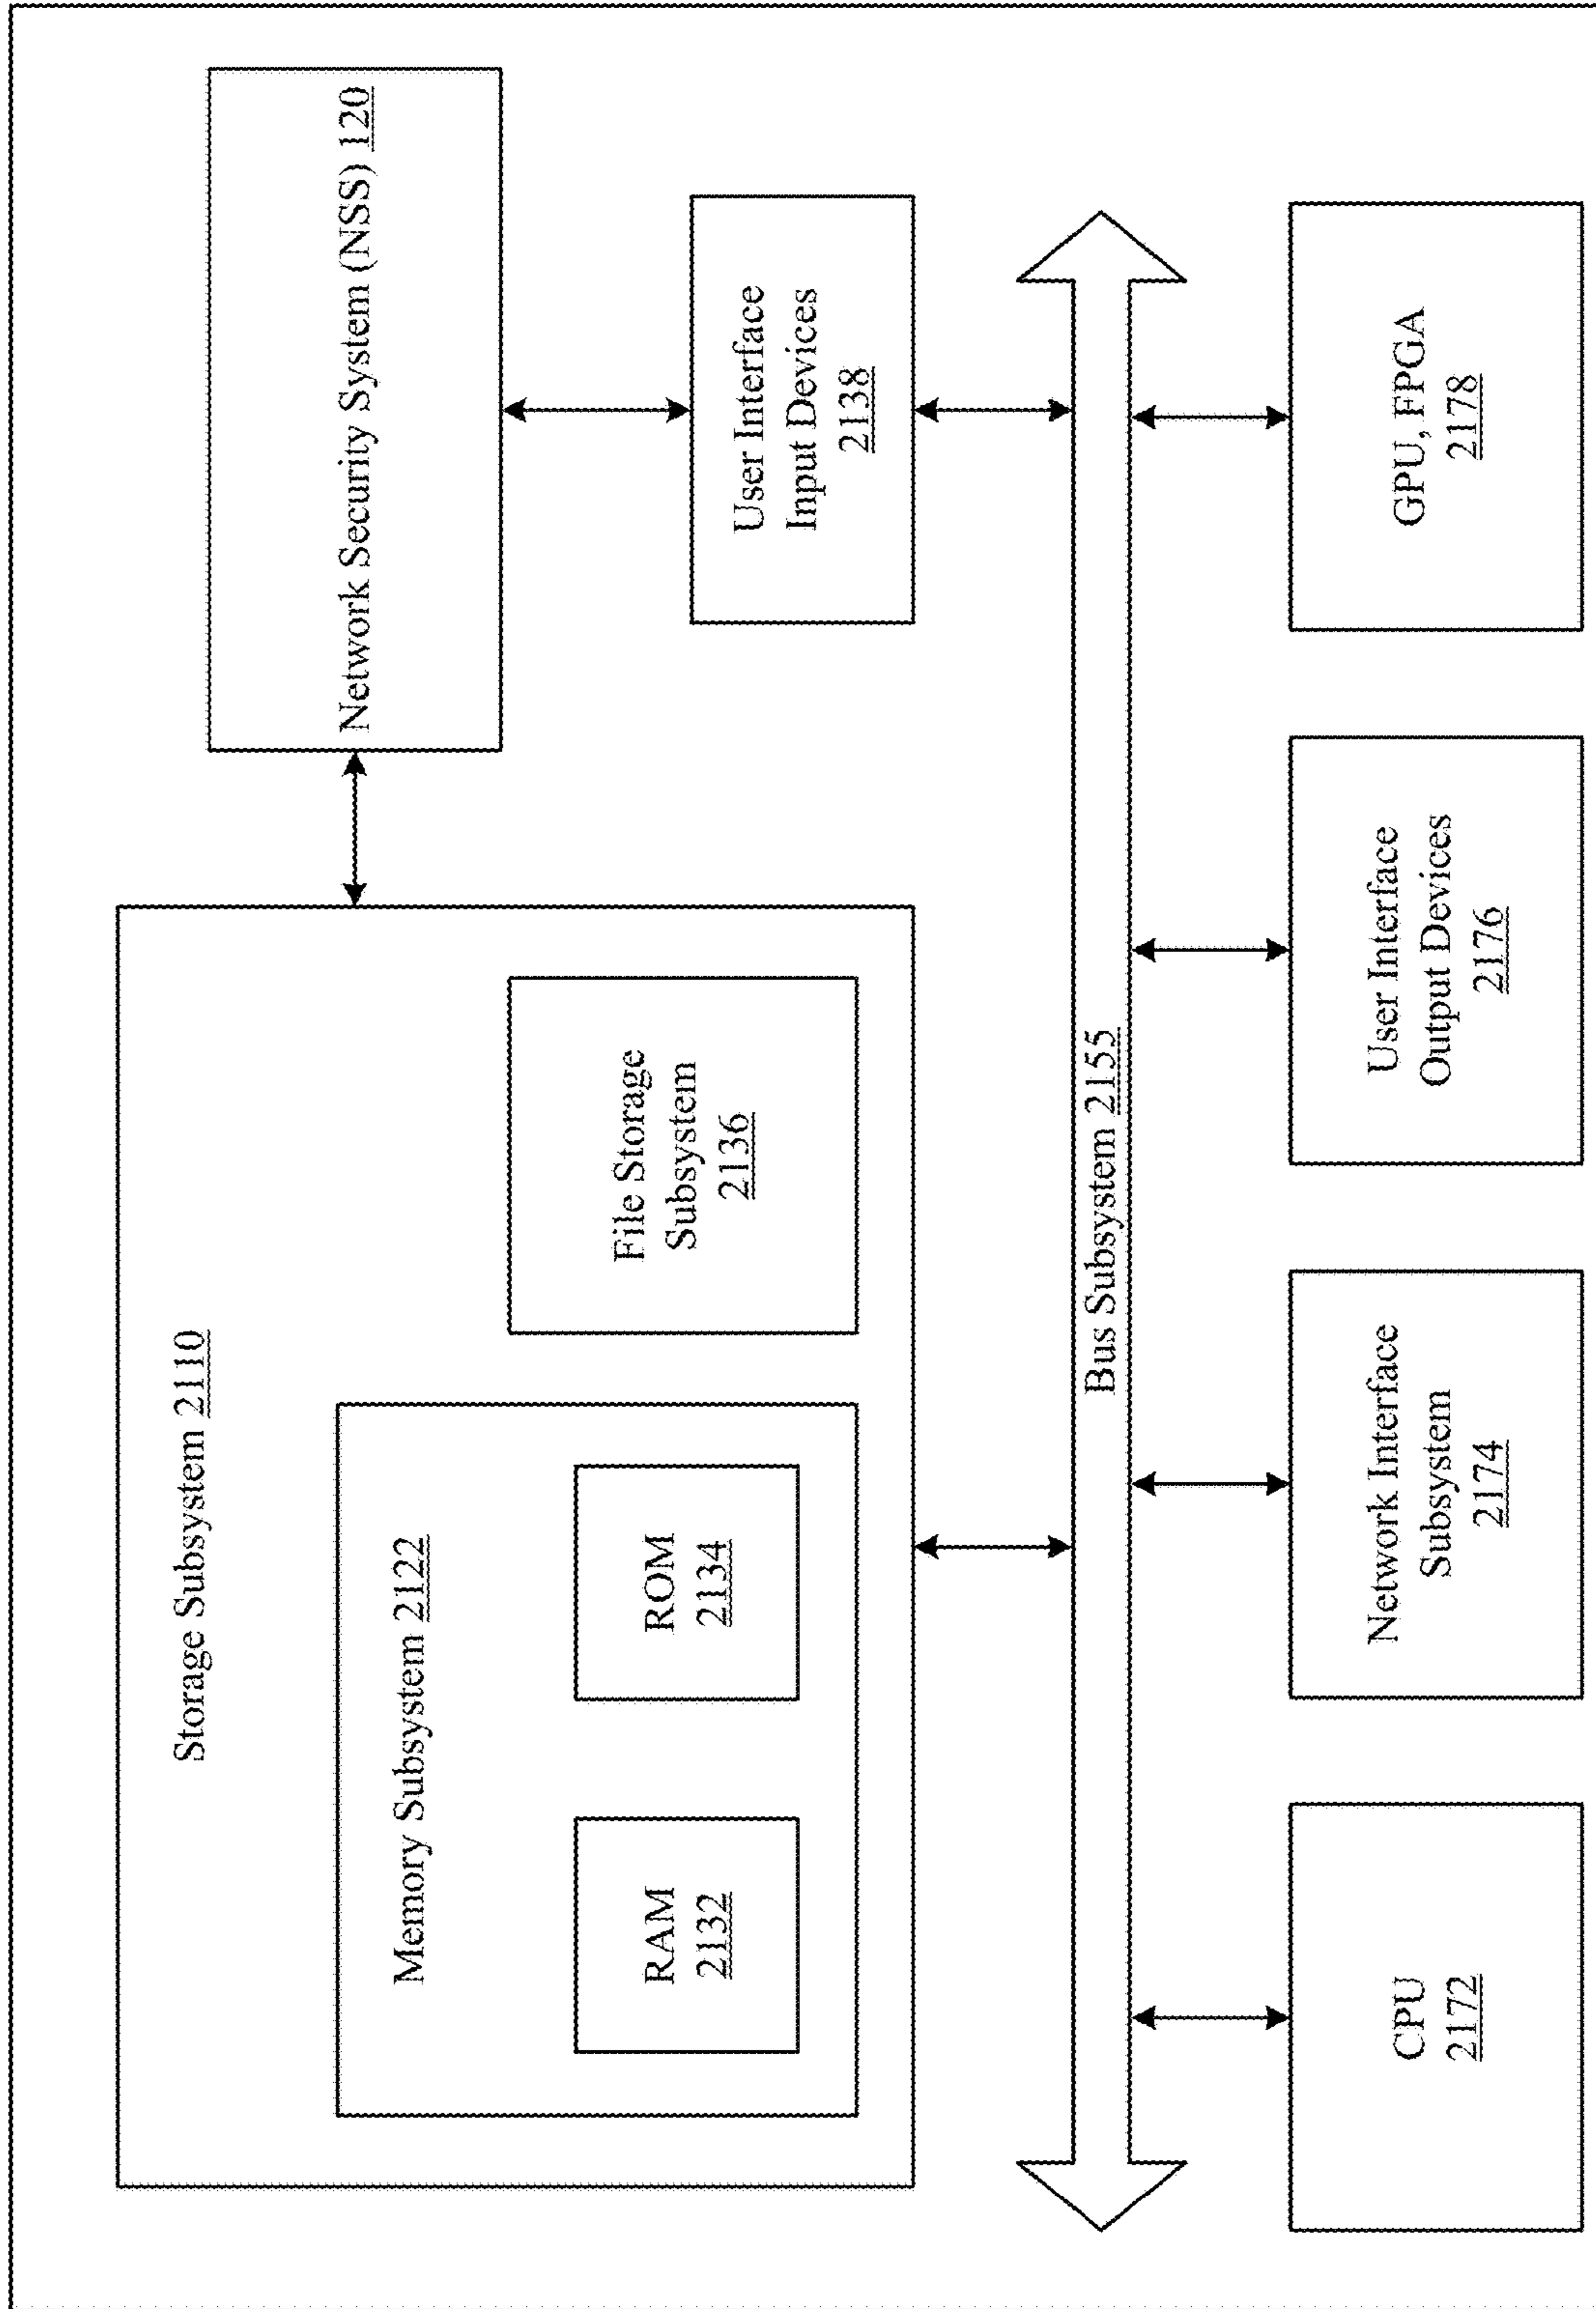 Storage Subsystem 2110
Memory Subsystem 2122
RAM
2132
ROM
2134
File Storage
Subsystem
2136
Network Security System (NSS) 120
User Interface
Input Devices
2138
Bus Subsystem 2155
CPU
2172
Network Interface
Subsystem
2174
User Interface
Output Devices
2176
GPU, FPGA
2178